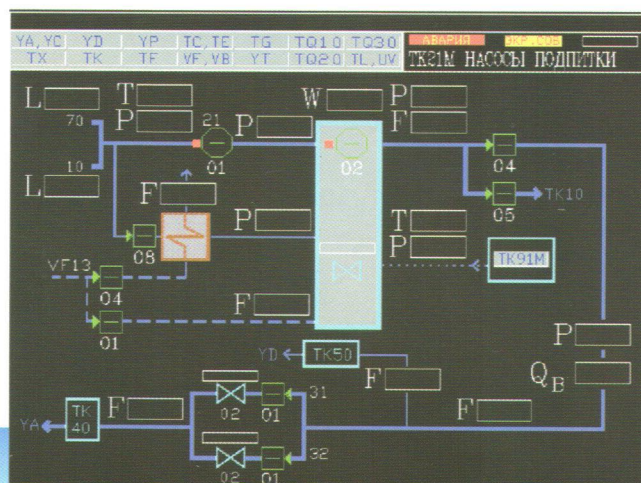 YA,YC YD YP TC,TE TG TQ10 TQ30 АВАРИЯ ЭКР.СОВ
TX TK TF VF,VB YT TQ20 TL,UV TK21M НАСОСЫ ПОДПИТКИ
L T W P
70 P 21 P F
01 02 04
10
L F 05 TK10
P T
08 P TK91M
VF13
04 F
01 P
YD TK50
F QB
31
YA TK 40 F 02 01 F
32
02 01